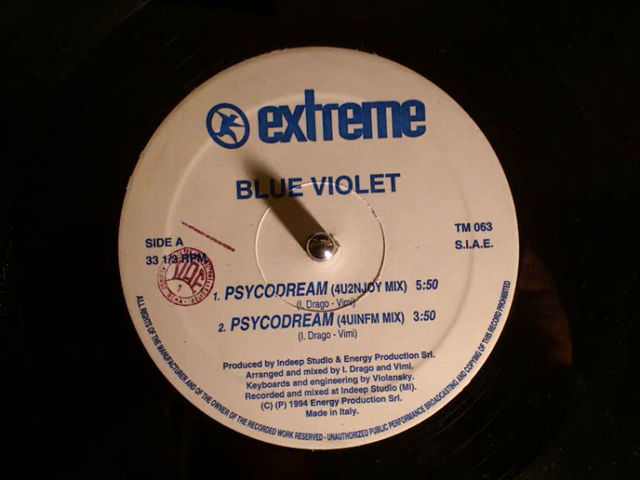 extreme
BLUE VIOLET
SIDE A
33 1/3 RPM
TM 063
S.I.A.E.
1. PSYCODREAM (4U2NJOY MIX) 5:50
(I. Drago - Vimi)
2. PSYCODREAM (4UINFM MIX) 3:50
(I. Drago - Vimi)
Produced by Indeep Studio & Energy Production Srl.
Arranged and mixed by I. Drago and Vimi.
Keyboards and engineering by Violansky.
Recorded and mixed at Indeep Studio (Mi).
(C) (P) 1994 Energy Production Srl.
Made in Italy.
ALL RIGHTS OF THE MANUFACTURER AND OF THE OWNER OF THE RECORDED WORK RESERVED - UNAUTHORIZED PUBLIC PERFORMANCE BROADCASTING AND COPYING OF THIS RECORD PROHIBITED